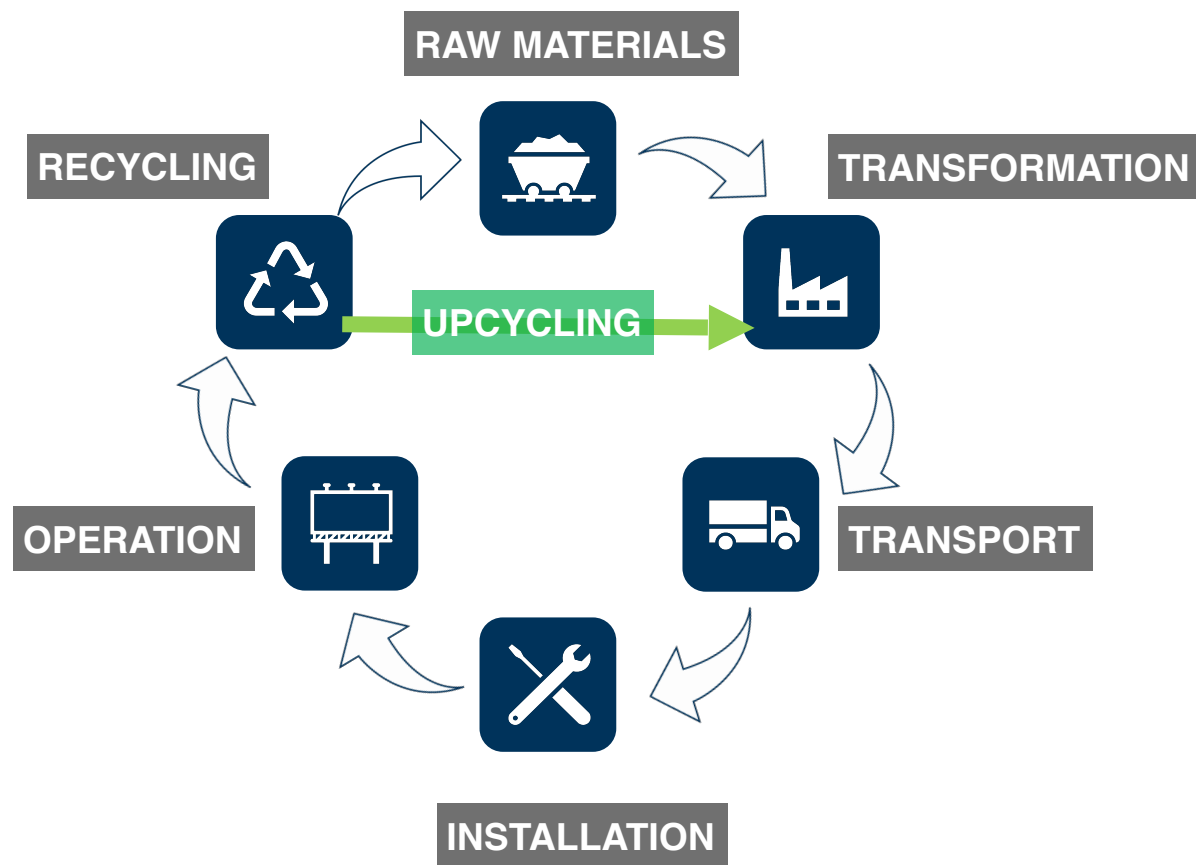 RAW MATERIALS
RECYCLING
TRANSFORMATION
UPCYCLING
OPERATION
TRANSPORT
INSTALLATION